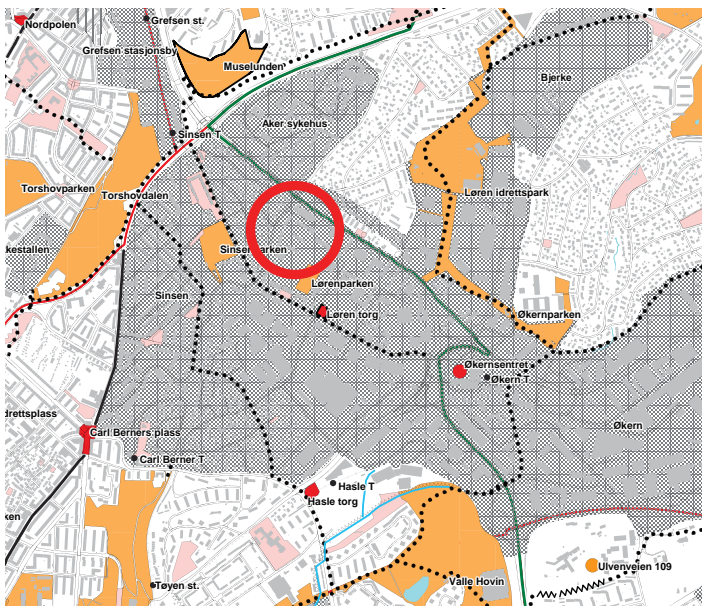 Nordpolen
Grefsen st.
Grefsen stasjonsby
Muselunden
Bjerke
Aker sykehus
Sinsen T
Torshovparken
Torshovdalen
Løren idrettspark
kestallen
Sinsenparken
Lørenparken
Sinsen
Løren torg
Økernparken
Økernsentret
Økern T
drettsplass
Carl Berners plass
Økern
Carl Berner T
Hasle T
Hasle torg
ken
Tøyen st.
Valle Hovin
Ulvenveien 109